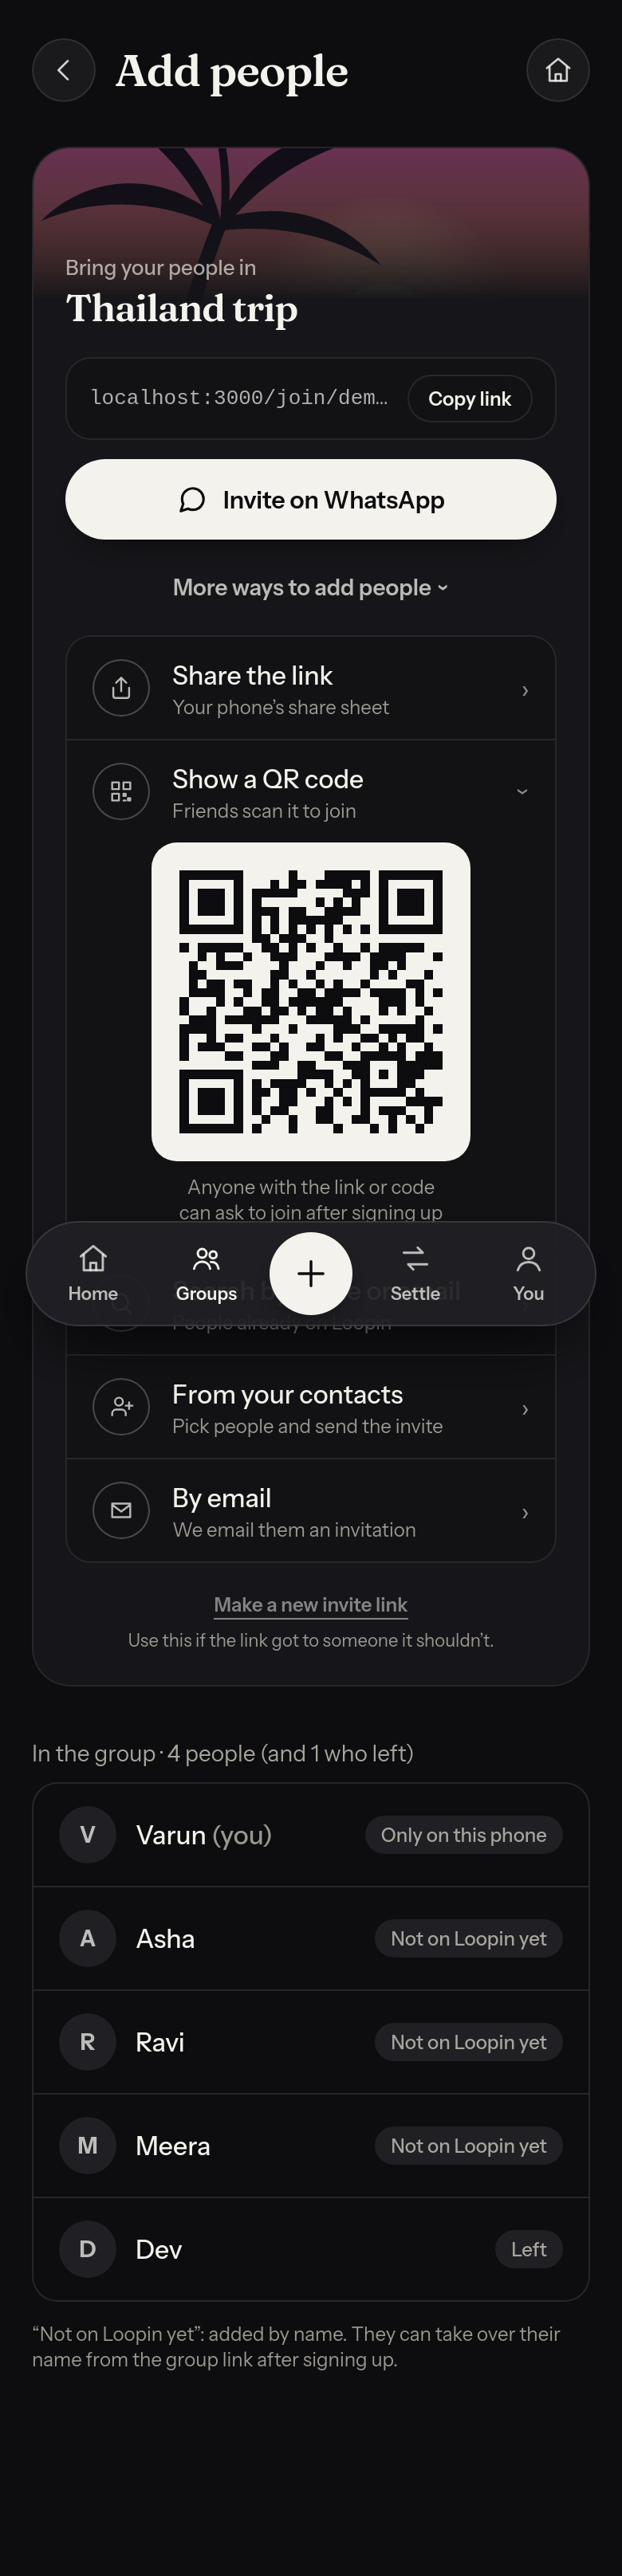 Add people
Bring your people in
Thailand trip
localhost:3000/join/dem…
Copy link
Invite on WhatsApp
More ways to add people
Share the link
Your phone’s share sheet
Show a QR code
Friends scan it to join
Anyone with the link or code
can ask to join after signing up
Home
Groups
Settle
You
People already on Loopin
From your contacts
Pick people and send the invite
By email
We email them an invitation
Make a new invite link
Use this if the link got to someone it shouldn’t.
In the group · 4 people (and 1 who left)
V
Varun (you)
Only on this phone
A
Asha
Not on Loopin yet
R
Ravi
Not on Loopin yet
M
Meera
Not on Loopin yet
D
Dev
Left
“Not on Loopin yet”: added by name. They can take over their
name from the group link after signing up.